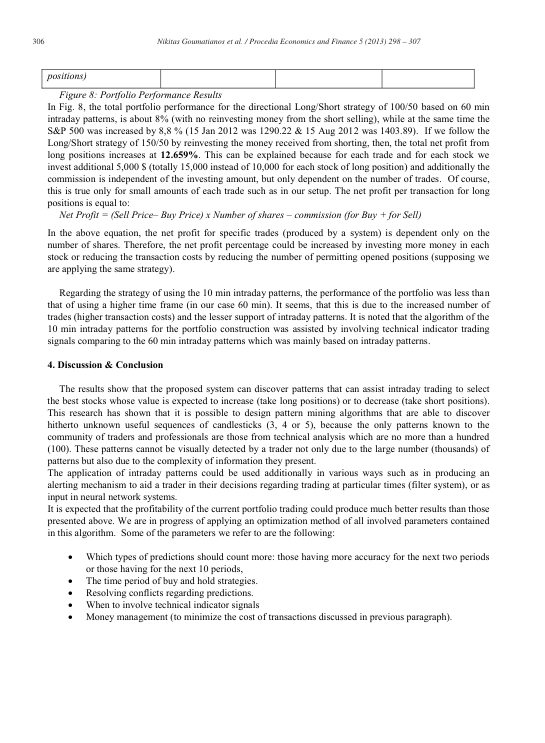 306
Nikitas Goumatianos et al. / Procedia Economics and Finance 5 (2013) 298 – 307
positions)
Figure 8: Portfolio Performance Results
In Fig. 8, the total portfolio performance for the directional Long/Short strategy of 100/50 based on 60 min
intraday patterns, is about 8% (with no reinvesting money from the short selling), while at the same time the
S&P 500 was increased by 8,8 % (15 Jan 2012 was 1290.22 & 15 Aug 2012 was 1403.89). If we follow the
Long/Short strategy of 150/50 by reinvesting the money received from shorting, then, the total net profit from
long positions increases at 12.659%. This can be explained because for each trade and for each stock we
invest additional 5,000 $ (totally 15,000 instead of 10,000 for each stock of long position) and additionally the
commission is independent of the investing amount, but only dependent on the number of trades. Of course,
this is true only for small amounts of each trade such as in our setup. The net profit per transaction for long
positions is equal to:
Net Profit = (Sell Price– Buy Price) x Number of shares – commission (for Buy + for Sell)
In the above equation, the net profit for specific trades (produced by a system) is dependent only on the
number of shares. Therefore, the net profit percentage could be increased by investing more money in each
stock or reducing the transaction costs by reducing the number of permitting opened positions (supposing we
are applying the same strategy).
Regarding the strategy of using the 10 min intraday patterns, the performance of the portfolio was less than
that of using a higher time frame (in our case 60 min). It seems, that this is due to the increased number of
trades (higher transaction costs) and the lesser support of intraday patterns. It is noted that the algorithm of the
10 min intraday patterns for the portfolio construction was assisted by involving technical indicator trading
signals comparing to the 60 min intraday patterns which was mainly based on intraday patterns.
4. Discussion & Conclusion
The results show that the proposed system can discover patterns that can assist intraday trading to select
the best stocks whose value is expected to increase (take long positions) or to decrease (take short positions).
This research has shown that it is possible to design pattern mining algorithms that are able to discover
hitherto unknown useful sequences of candlesticks (3, 4 or 5), because the only patterns known to the
community of traders and professionals are those from technical analysis which are no more than a hundred
(100). These patterns cannot be visually detected by a trader not only due to the large number (thousands) of
patterns but also due to the complexity of information they present.
The application of intraday patterns could be used additionally in various ways such as in producing an
alerting mechanism to aid a trader in their decisions regarding trading at particular times (filter system), or as
input in neural network systems.
It is expected that the profitability of the current portfolio trading could produce much better results than those
presented above. We are in progress of applying an optimization method of all involved parameters contained
in this algorithm. Some of the parameters we refer to are the following:
• Which types of predictions should count more: those having more accuracy for the next two periods
or those having for the next 10 periods,
• The time period of buy and hold strategies.
• Resolving conflicts regarding predictions.
• When to involve technical indicator signals
• Money management (to minimize the cost of transactions discussed in previous paragraph).